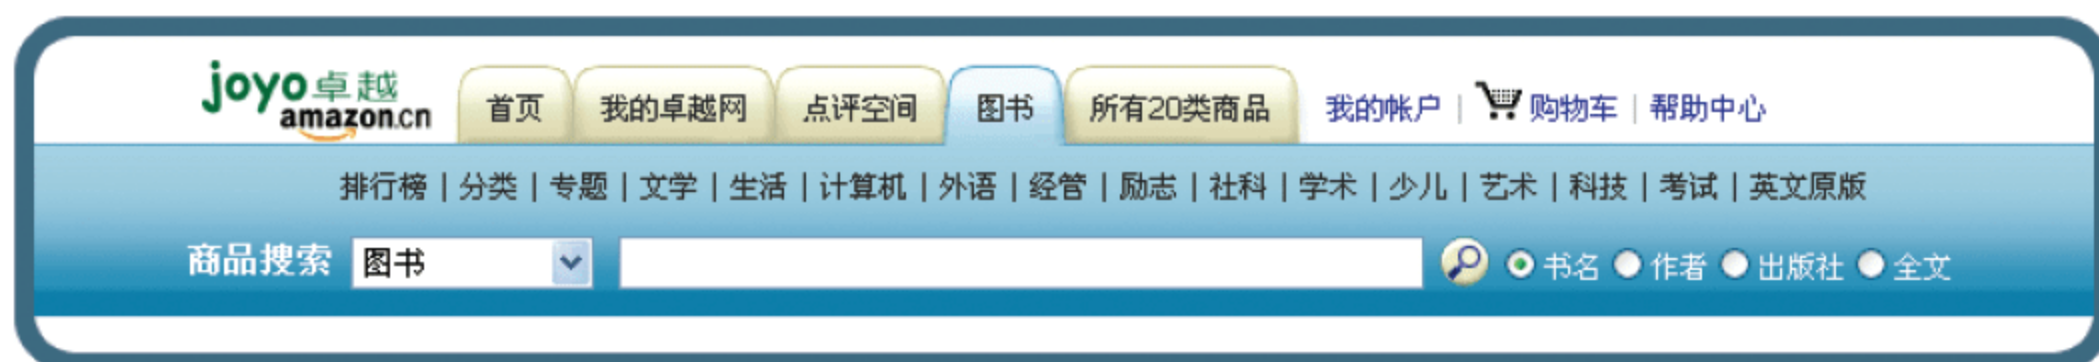 joyo卓越
amazon.cn
首页 我的卓越网 点评空间 图书 所有20类商品 我的帐户 | 购物车 | 帮助中心
排行榜 | 分类 | 专题 | 文学 | 生活 | 计算机 | 外语 | 经管 | 励志 | 社科 | 学术 | 少儿 | 艺术 | 科技 | 考试 | 英文原版
商品搜索 图书 书名 作者 出版社 全文